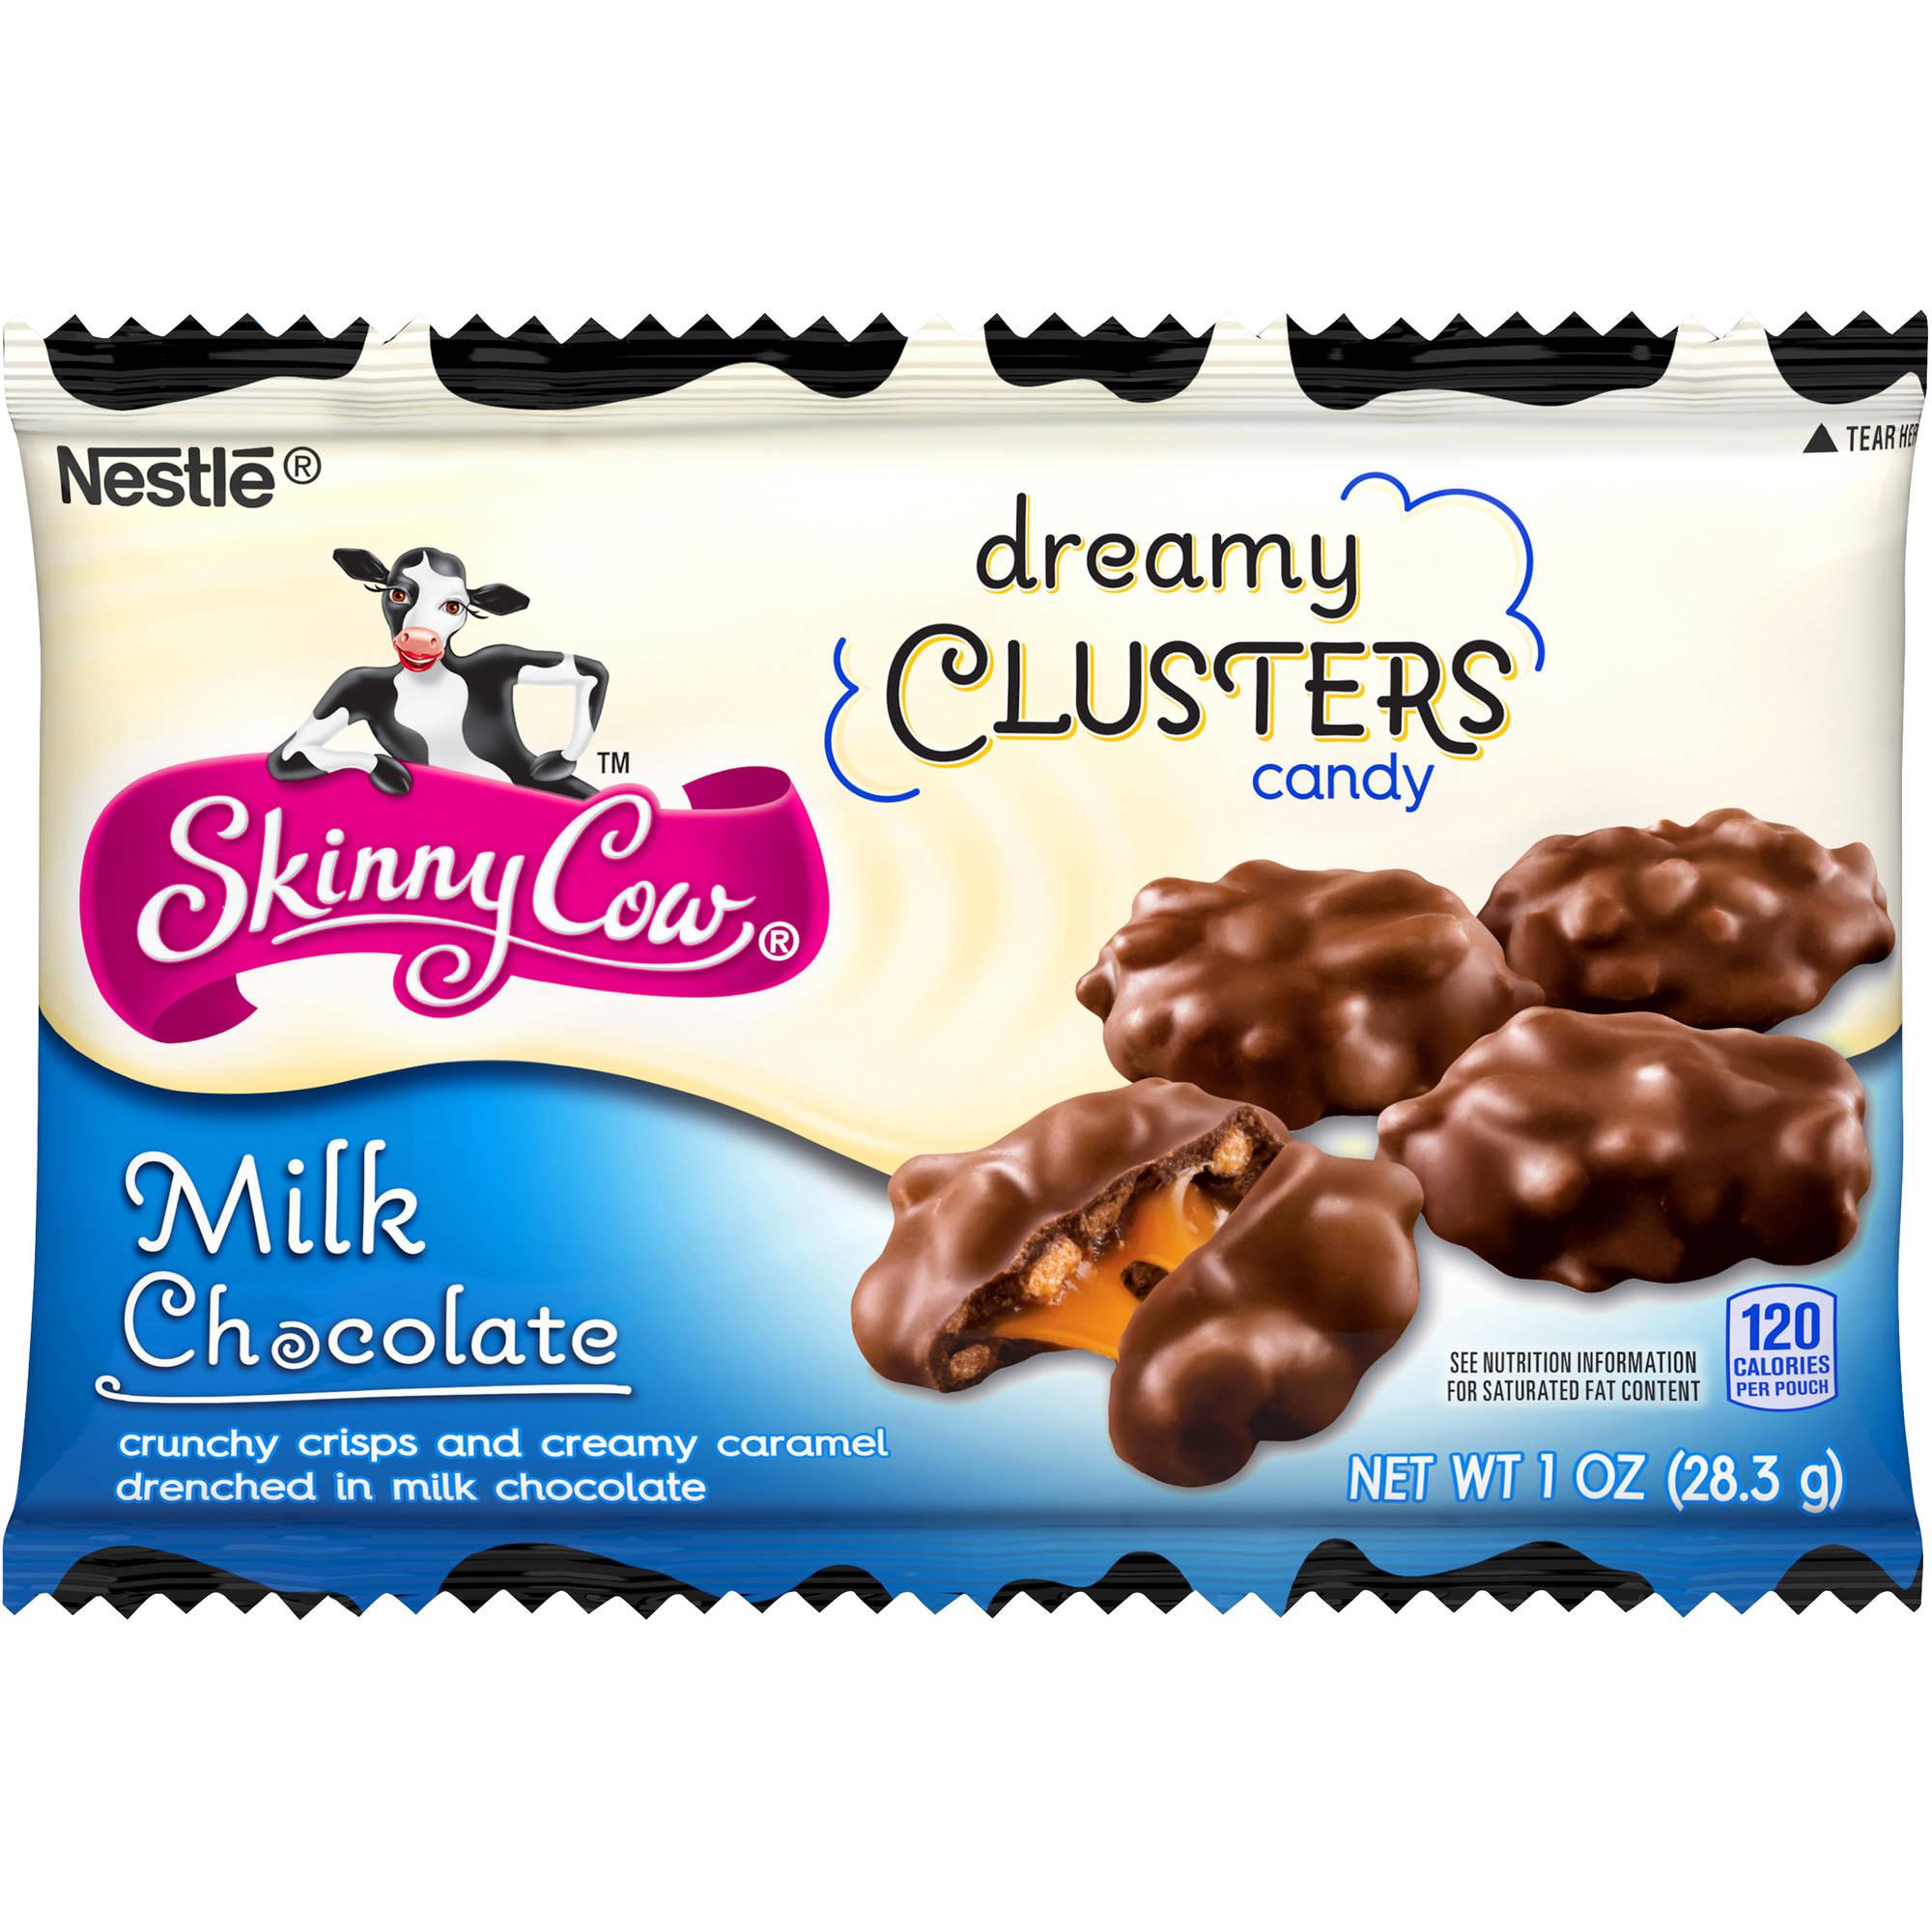 Nestlé®
TEAR
dreamy
CLUSTERS
candy
TM
Skinny Cow®
Milk
Chocolate
crunchy crisps and creamy caramel
drenched in milk chocolate
SEE NUTRITION INFORMATION
FOR SATURATED FAT CONTENT
120
CALORIES
PER POUCH
NET WT 1 OZ (28.3 g)